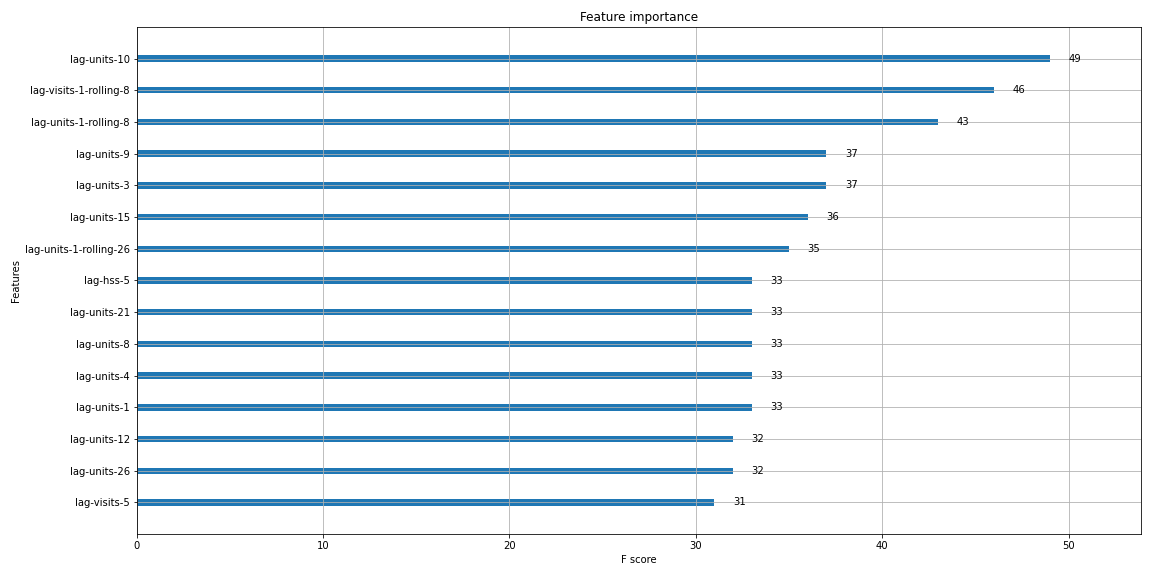 Feature importance
lag-units-10 49
lag-visits-1-rolling-8 46
lag-units-1-rolling-8 43
lag-units-9 37
lag-units-3 37
lag-units-15 36
lag-units-1-rolling-26 35
lag-hss-5 33
lag-units-21 33
lag-units-8 33
lag-units-4 33
lag-units-1 33
lag-units-12 32
lag-units-26 32
lag-visits-5 31
Features
0 10 20 30 40 50
F score